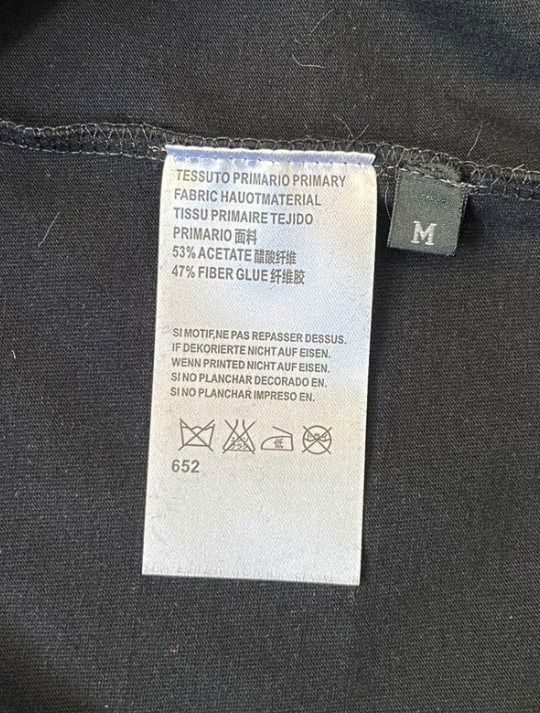 TESSUTO PRIMARIO PRIMARY
FABRIC HAUOTMATERIAL
TISSU PRIMAIRE TEJIDO
PRIMARIO 面料
53% ACETATE 醋酸纤维
47% FIBER GLUE 纤维胶
SI MOTIF,NE PAS REPASSER DESSUS.
IF DEKORIERTE NICHT AUF EISEN.
WENN PRINTED NICHT AUF EISEN.
SI NO PLANCHAR DECORADO EN.
SI NO PLANCHAR IMPRESO EN.
低
652
M